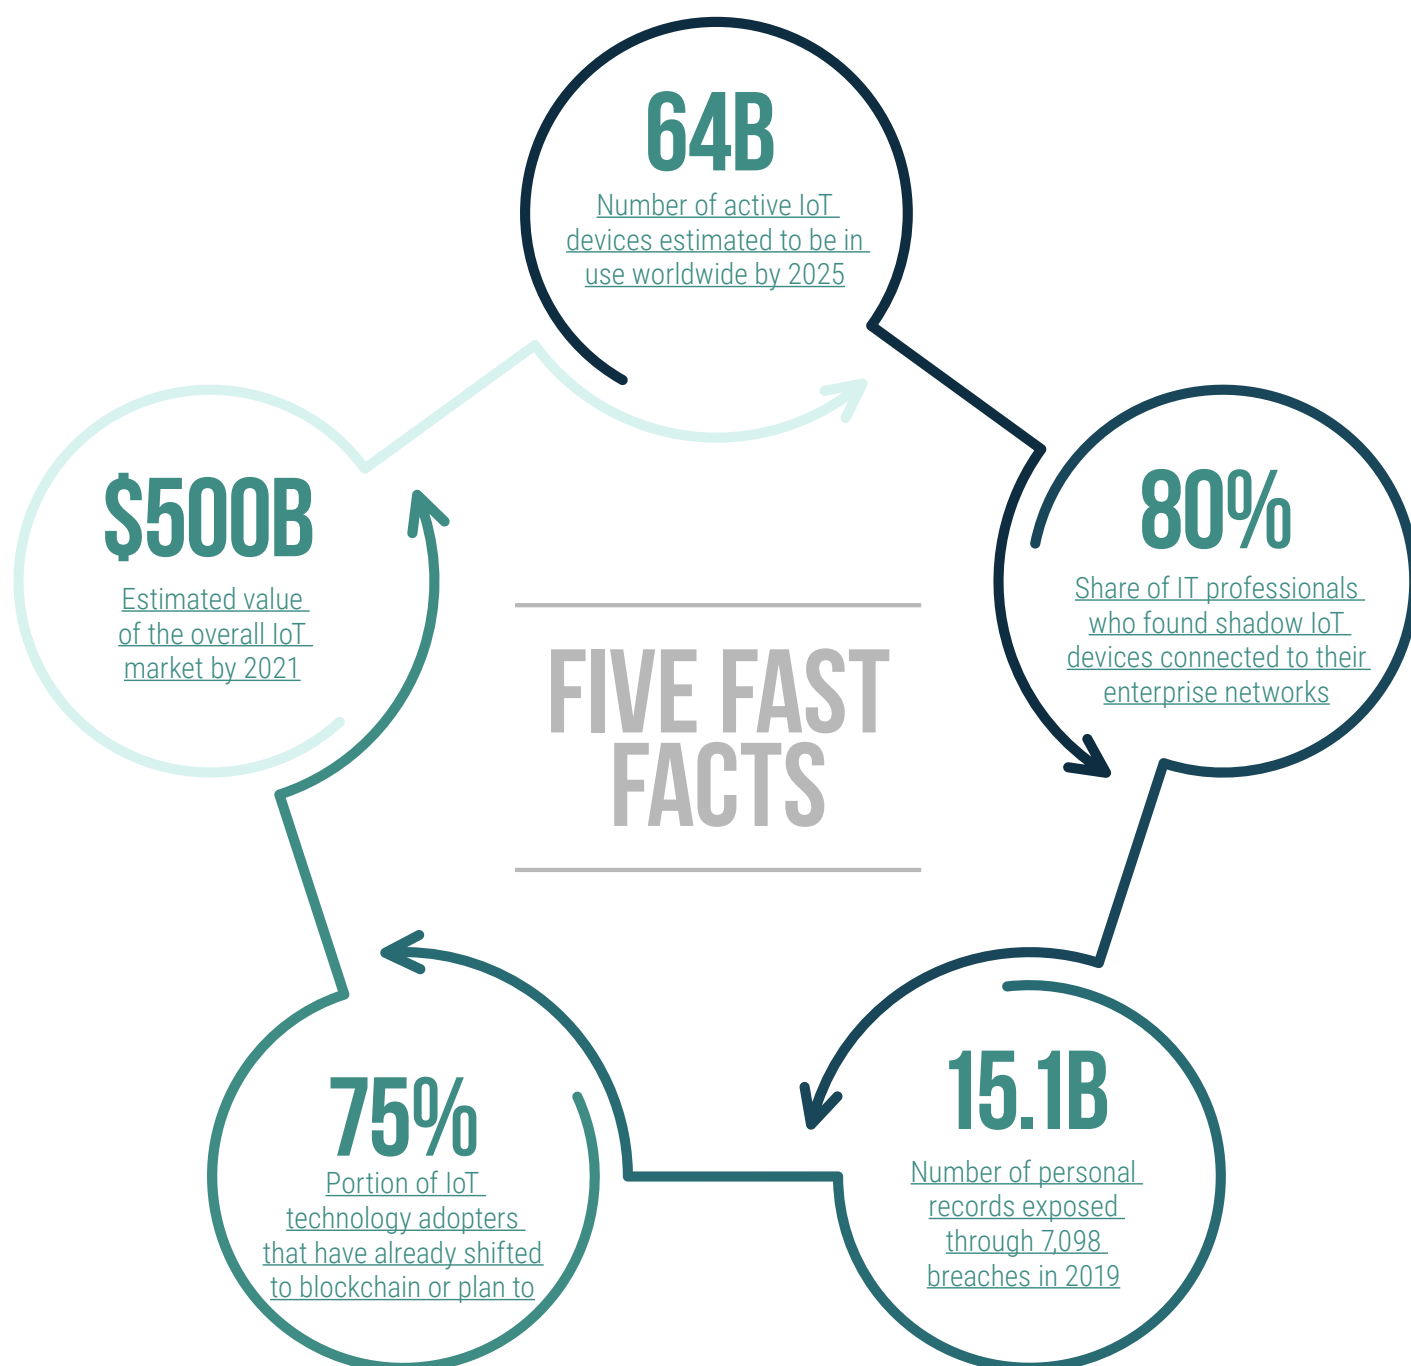 64B
Number of active IoT
devices estimated to be in
use worldwide by 2025
80%
Share of IT professionals
who found shadow IoT
devices connected to their
enterprise networks
15.1B
Number of personal
records exposed
through 7,098
breaches in 2019
75%
Portion of IoT
technology adopters
that have already shifted
to blockchain or plan to
$500B
Estimated value
of the overall IoT
market by 2021
FIVE FAST
FACTS